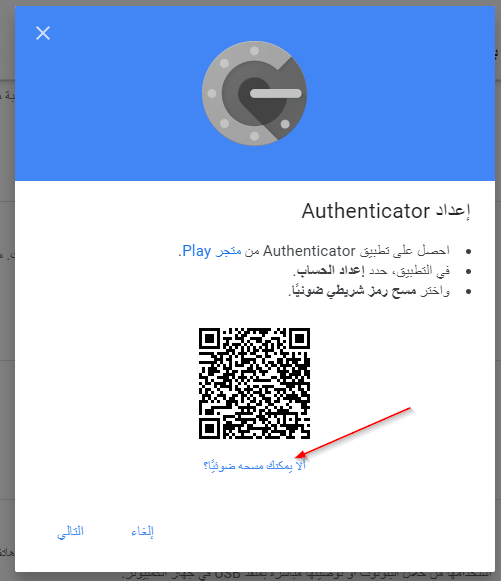 إعداد Authenticator
احصل على تطبيق Authenticator من متجر Play.
في التطبيق، حدد إعداد الحساب.
واختر مسح رمز شريطي ضوئيًا.
ألا يمكنك مسحه ضوئيًا؟
إلغاء
التالي